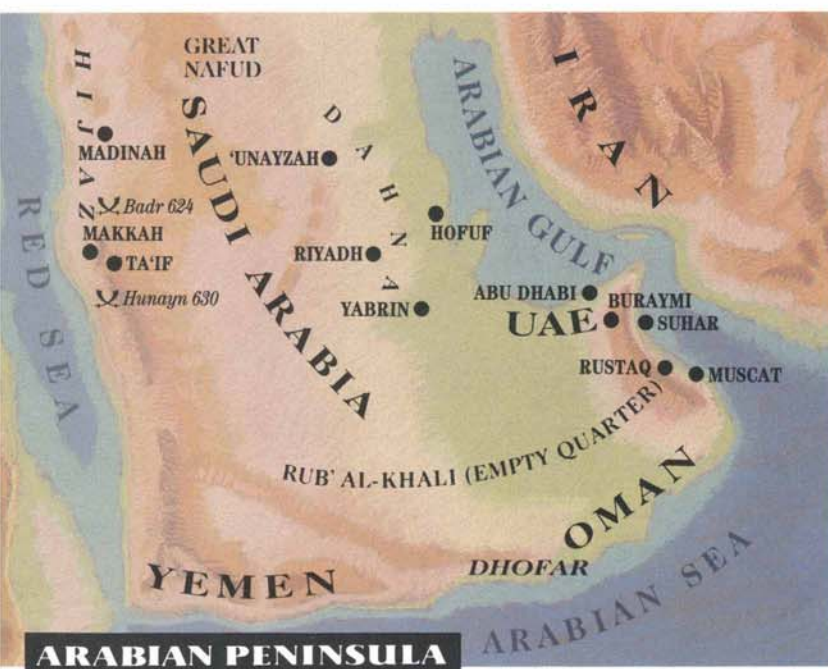 GREAT
NAFUD
HIJAZ
SAUDI ARABIA
DAHNA
ARABIAN GULF
IRAN
MADINAH
‘UNAYZAH
Badr 624
RED SEA
MAKKAH
TA‘IF
HOFUF
RIYADH
Hunayn 630
YABRIN
ABU DHABI
BURAYMI
UAE
SUHAR
RUSTAQ
MUSCAT
RUB’ AL-KHALI (EMPTY QUARTER)
OMAN
YEMEN
DHOFAR
ARABIAN SEA
ARABIAN PENINSULA